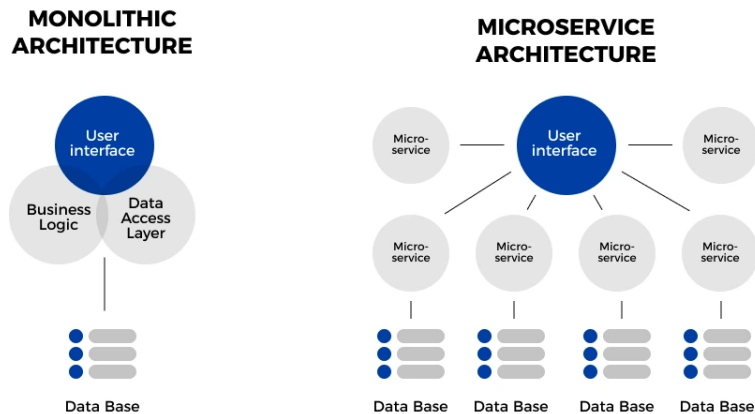 MONOLITHIC
ARCHITECTURE
User
interface
Business
Logic
Data
Access
Layer
Data Base
MICROSERVICE
ARCHITECTURE
Micro-
service
User
interface
Micro-
service
Micro-
service
Micro-
service
Micro-
service
Micro-
service
Data Base
Data Base
Data Base
Data Base